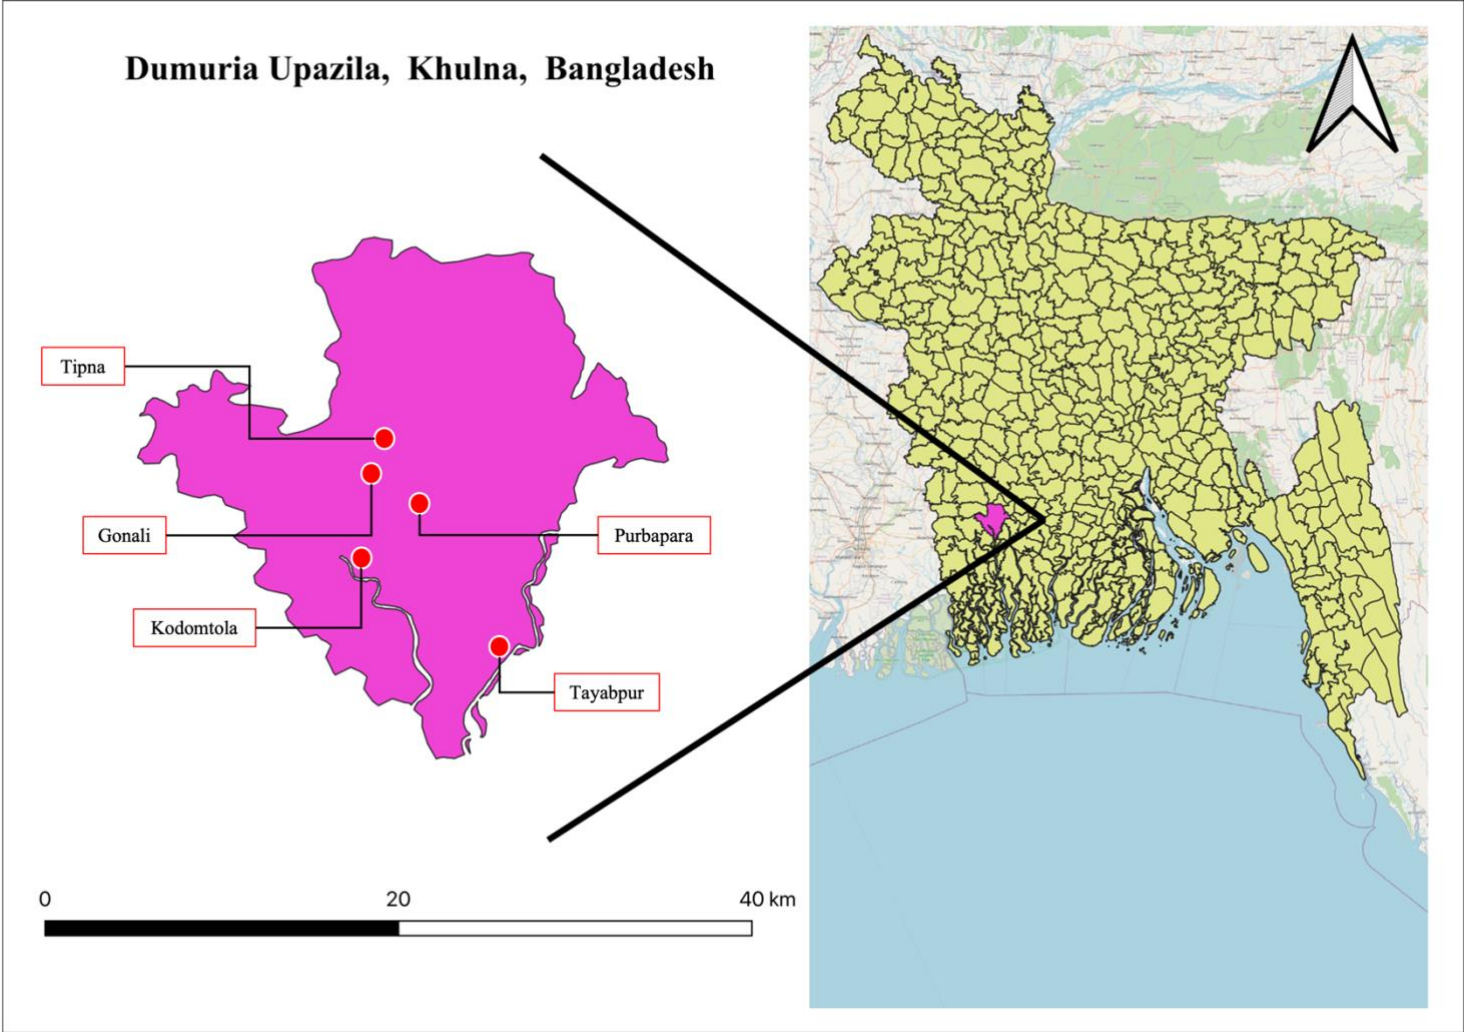 Dumuria Upazila, Khulna, Bangladesh
Tipna
Gonali
Purbapara
Kodomtola
Tayabpur
0 20 40 km